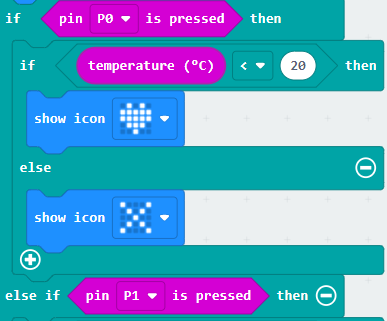 if pin P0 is pressed then
if temperature (°C) < 20 then
show icon
else
show icon
else if pin P1 is pressed then